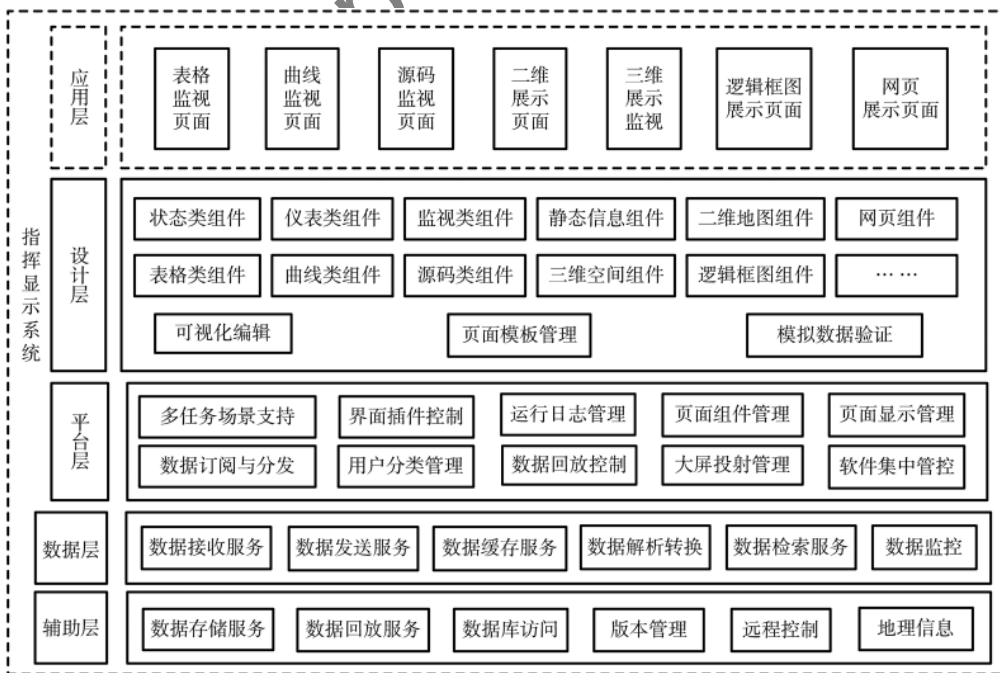 指挥显示系统
应用层
表格
监视
页面
曲线
监视
页面
源码
监视
页面
二维
展示
页面
三维
展示
监视
逻辑框图
展示页面
网页
展示页面
设计层
状态类组件
仪表类组件
监视类组件
静态信息组件
二维地图组件
网页组件
表格类组件
曲线类组件
源码类组件
三维空间组件
逻辑框图组件
……
可视化编辑
页面模板管理
模拟数据验证
平台层
多任务场景支持
界面插件控制
运行日志管理
页面组件管理
页面显示管理
数据订阅与分发
用户分类管理
数据回放控制
大屏投射管理
软件集中管控
数据层
数据接收服务
数据发送服务
数据缓存服务
数据解析转换
数据检索服务
数据监控
辅助层
数据存储服务
数据回放服务
数据库访问
版本管理
远程控制
地理信息